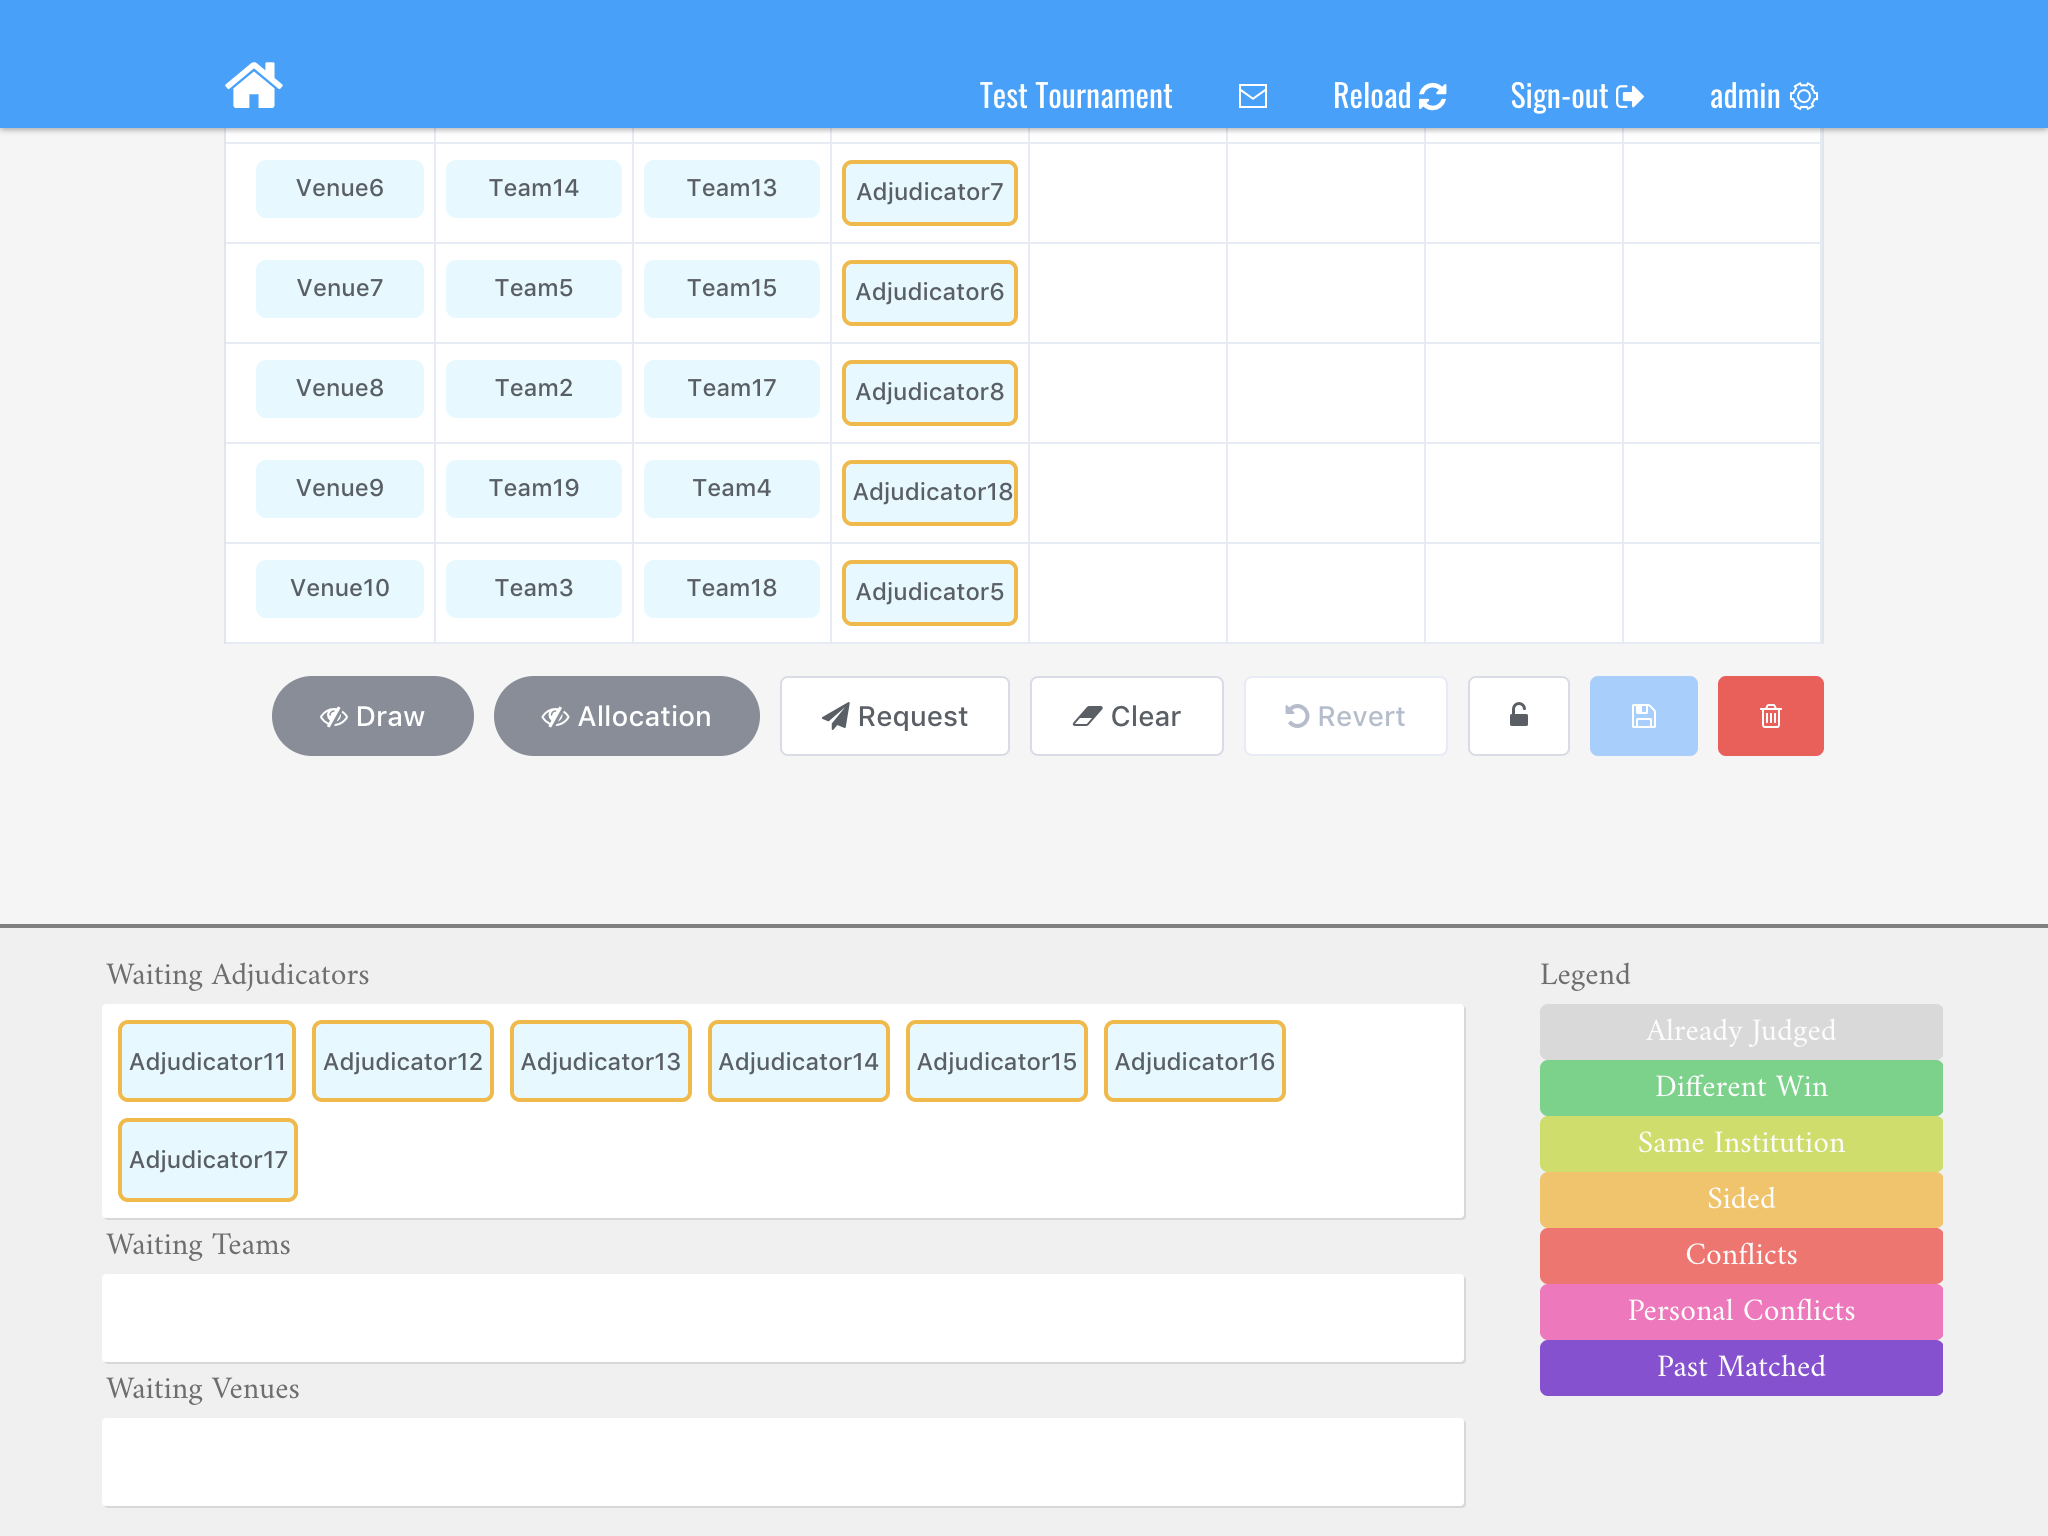 Test Tournament Reload Sign-out admin
Venue6 Team14 Team13 Adjudicator7
Venue7 Team5 Team15 Adjudicator6
Venue8 Team2 Team17 Adjudicator8
Venue9 Team19 Team4 Adjudicator18
Venue10 Team3 Team18 Adjudicator5
Draw Allocation Request Clear Revert
Waiting Adjudicators
Adjudicator11 Adjudicator12 Adjudicator13 Adjudicator14 Adjudicator15 Adjudicator16
Adjudicator17
Waiting Teams
Waiting Venues
Legend
Already Judged
Different Win
Same Institution
Sided
Conflicts
Personal Conflicts
Past Matched